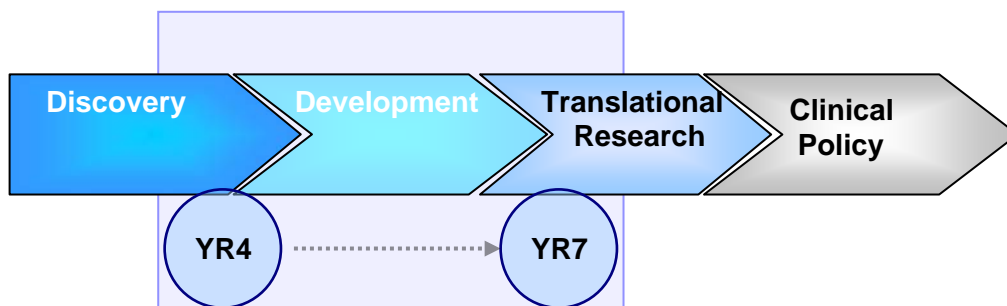 Discovery
Development
Translational
Research
Clinical
Policy
YR4
YR7